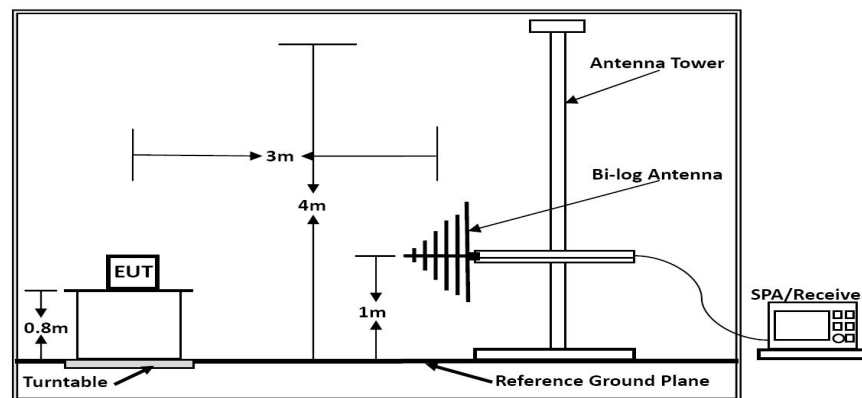 Antenna Tower
3m
Bi-log Antenna
4m
EUT
SPA/Receive
0.8m
1m
Turntable
Reference Ground Plane